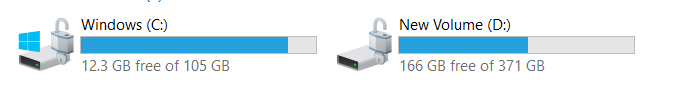 Windows (C:)
12.3 GB free of 105 GB
New Volume (D:)
166 GB free of 371 GB